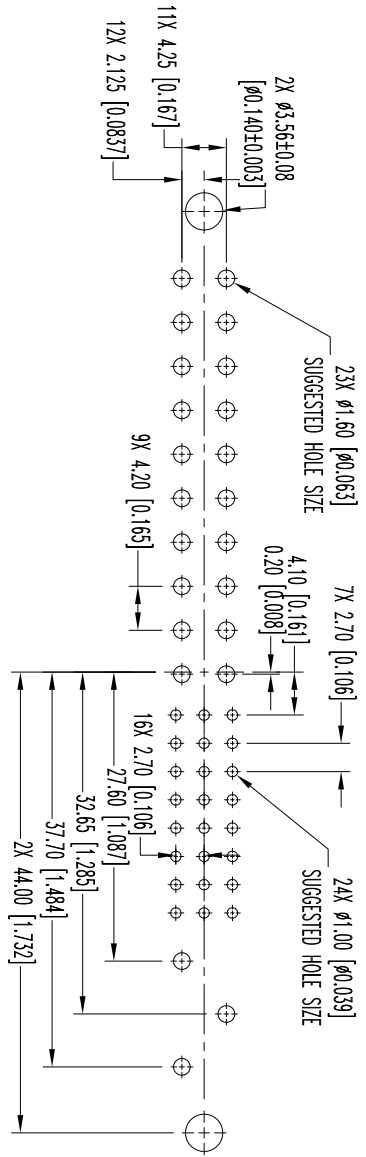 2X ø3.56±0.08
[ø0.140±0.003]
11X 4.25
[0.167]
12X 2.125 [0.0837]
23X ø1.60 [ø0.063]
SUGGESTED HOLE SIZE
9X 4.20
[0.165]
4.10 [0.161]
0.20 [0.008]
7X 2.70
[0.106]
24X ø1.00 [ø0.039]
SUGGESTED HOLE SIZE
16X 2.70
[0.106]
27.60 [1.087]
32.65 [1.285]
37.70 [1.484]
2X 44.00 [1.732]